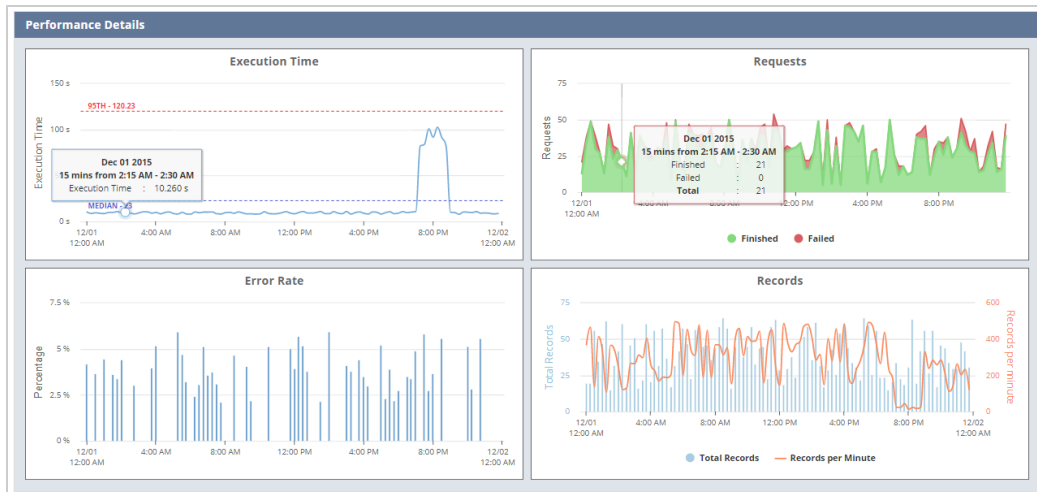 Performance Details
Execution Time
150 s
100 s
0 s
Execution Time
95TH - 120.23
MEDIAN - 23
Dec 01 2015
15 mins from 2:15 AM - 2:30 AM
Execution Time : 10.260 s
12/01 12:00 AM
4:00 AM
8:00 AM
12:00 PM
4:00 PM
8:00 PM
12/02 12:00 AM
Requests
75
50
25
0
Requests
Dec 01 2015
15 mins from 2:15 AM - 2:30 AM
Finished : 21
Failed : 0
Total : 21
12/01 12:00 AM
4:00 AM
8:00 AM
12:00 PM
4:00 PM
8:00 PM
Finished
Failed
Error Rate
7.5 %
5 %
2.5 %
0 %
Percentage
12/01 12:00 AM
4:00 AM
8:00 AM
12:00 PM
4:00 PM
8:00 PM
12/02 12:00 AM
Records
75
50
25
0
Total Records
600
400
200
0
Records per minute
12/01 12:00 AM
4:00 AM
8:00 AM
12:00 PM
4:00 PM
8:00 PM
12/02 12:00 AM
Total Records
Records per Minute